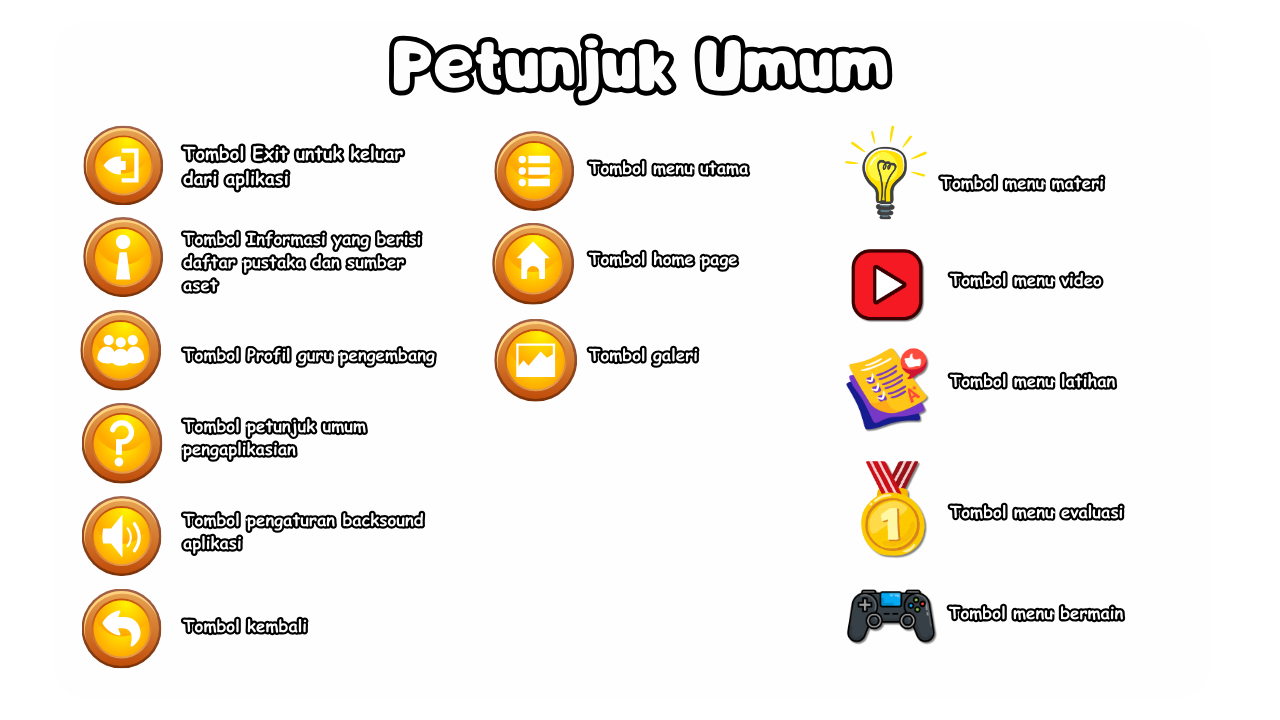 Petunjuk Umum
Tombol Exit untuk keluar
dari aplikasi
Tombol Informasi yang berisi
daftar pustaka dan sumber
aset
Tombol Profil guru pengembang
Tombol petunjuk umum
pengaplikasian
Tombol pengaturan backsound
aplikasi
Tombol kembali
Tombol menu utama
Tombol home page
Tombol galeri
Tombol menu materi
Tombol menu video
A+
Tombol menu latihan
1
Tombol menu evaluasi
Tombol menu bermain